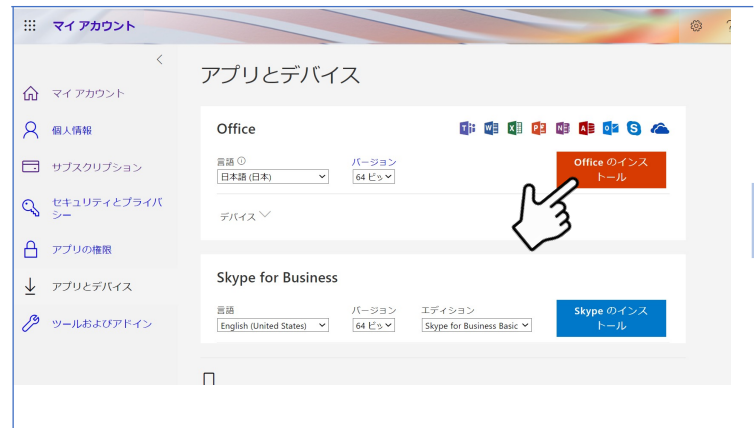 マイ アカウント
?
アプリとデバイス
マイ アカウント
個人情報
サブスクリプション
セキュリティとプライバ
シー
アプリの権限
アプリとデバイス
ツールおよびアドイン
Office
言語
バージョン
日本語 (日本)
64 ビッ
Office のインス
トール
デバイス
Skype for Business
言語
バージョン
エディション
English (United States)
64 ビッ
Skype for Business Basic
Skype のインス
トール